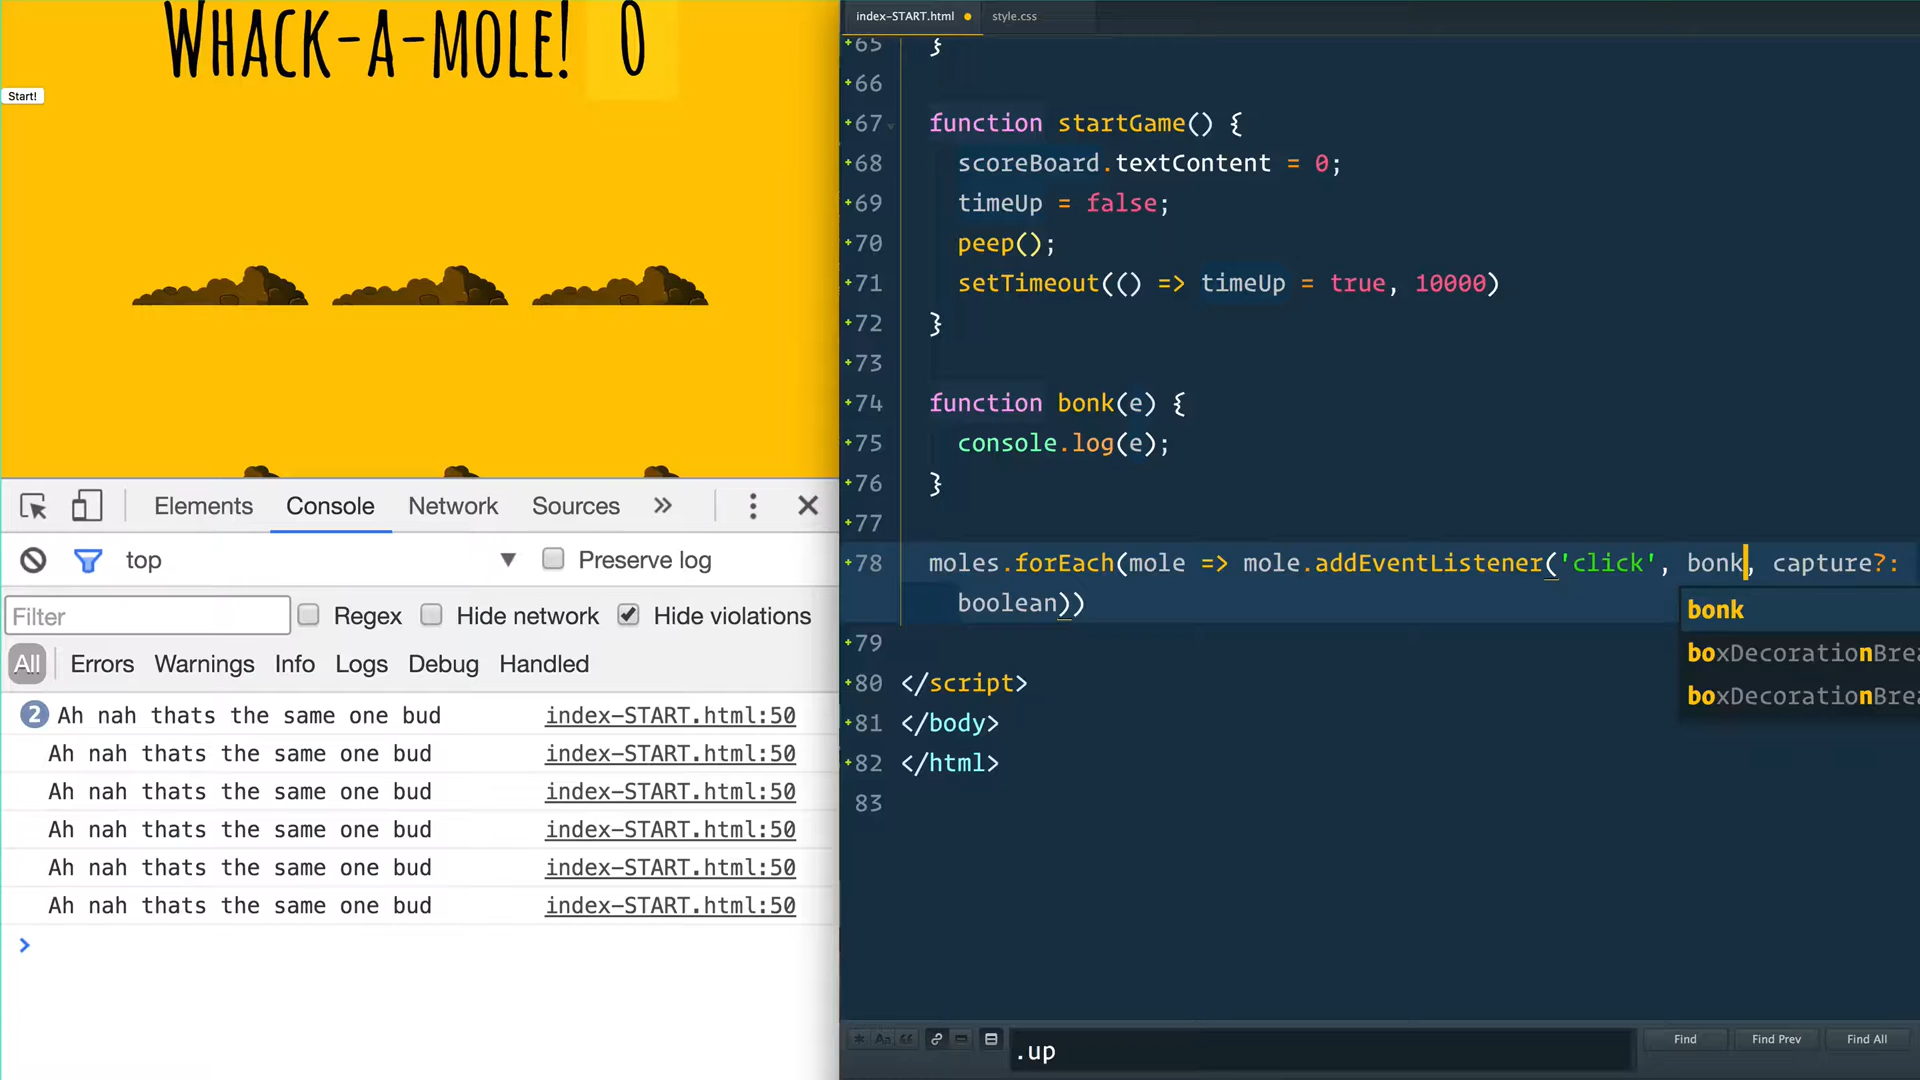 WHACK-A-MOLE! 0
Start!
Elements Console Network Sources »
top ▼ Preserve log
Filter Regex Hide network Hide violations
All Errors Warnings Info Logs Debug Handled
2 Ah nah thats the same one bud index-START.html:50
Ah nah thats the same one bud index-START.html:50
Ah nah thats the same one bud index-START.html:50
Ah nah thats the same one bud index-START.html:50
Ah nah thats the same one bud index-START.html:50
Ah nah thats the same one bud index-START.html:50
>
index-START.html style.css
65 }
66
67 function startGame() {
68 scoreBoard.textContent = 0;
69 timeUp = false;
70 peep();
71 setTimeout(() => timeUp = true, 10000)
72 }
73
74 function bonk(e) {
75 console.log(e);
76 }
77
78 moles.forEach(mole => mole.addEventListener('click', bonk, capture?:
boolean))
bonk
boxDecorationBrea
boxDecorationBrea
79
80 </script>
81 </body>
82 </html>
83
.up Find Find Prev Find All